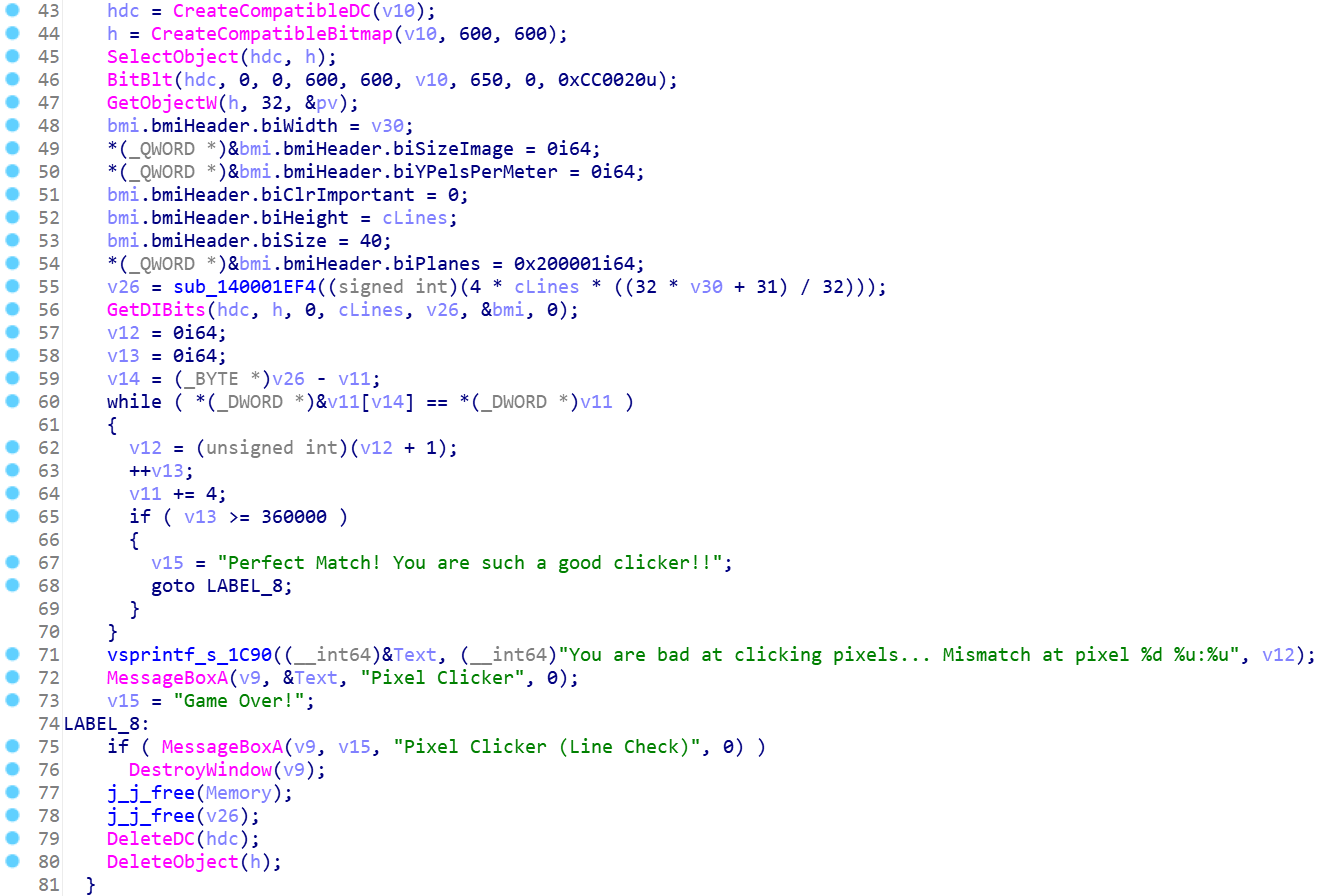 43 hdc = CreateCompatibleDC(v10);
44 h = CreateCompatibleBitmap(v10, 600, 600);
45 SelectObject(hdc, h);
46 BitBlt(hdc, 0, 0, 600, 600, v10, 650, 0, 0xCC0020u);
47 GetObjectW(h, 32, &pv);
48 bmi.bmiHeader.biWidth = v30;
49 *(_QWORD *)&bmi.bmiHeader.biSizeImage = 0i64;
50 *(_QWORD *)&bmi.bmiHeader.biYPelsPerMeter = 0i64;
51 bmi.bmiHeader.biClrImportant = 0;
52 bmi.bmiHeader.biHeight = cLines;
53 bmi.bmiHeader.biSize = 40;
54 *(_QWORD *)&bmi.bmiHeader.biPlanes = 0x200001i64;
55 v26 = sub_140001EF4((signed int)(4 * cLines * ((32 * v30 + 31) / 32)));
56 GetDIBits(hdc, h, 0, cLines, v26, &bmi, 0);
57 v12 = 0i64;
58 v13 = 0i64;
59 v14 = (_BYTE *)v26 - v11;
60 while ( *(_DWORD *)&v11[v14] == *(_DWORD *)v11 )
61 {
62 v12 = (unsigned int)(v12 + 1);
63 ++v13;
64 v11 += 4;
65 if ( v13 >= 360000 )
66 {
67 v15 = "Perfect Match! You are such a good clicker!!";
68 goto LABEL_8;
69 }
70 }
71 vsprintf_s_1C90((__int64)&Text, (__int64)"You are bad at clicking pixels... Mismatch at pixel %d %u:%u", v12);
72 MessageBoxA(v9, &Text, "Pixel Clicker", 0);
73 v15 = "Game Over!";
74 LABEL_8:
75 if ( MessageBoxA(v9, v15, "Pixel Clicker (Line Check)", 0) )
76 DestroyWindow(v9);
77 j_j_free(Memory);
78 j_j_free(v26);
79 DeleteDC(hdc);
80 DeleteObject(h);
81 }